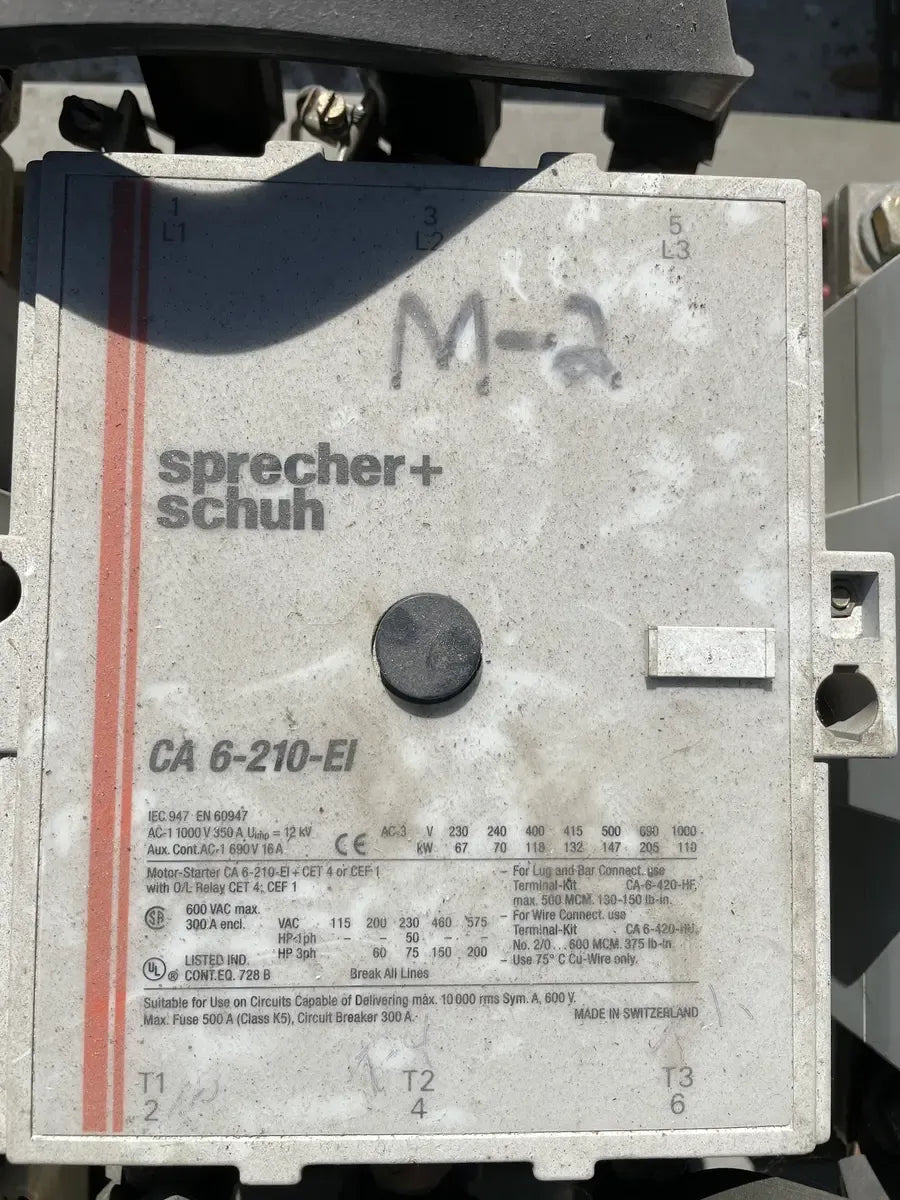 1 3 5
L1 L2 L3
M-2
sprecher+
schuh
CA 6-210-EI
IEC 947 EN 60947
AC-1 1000 V 350 A Uimp = 12 kV
Aux. Cont. AC-1 690 V 16 A
CE
AC-3 V 230 240 400 415 500 690 1000
kW 67 70 118 132 147 205 110
Motor-Starter CA 6-210-EI + CET 4 or CEF 1
with O/L Relay CET 4; CEF 1
SA
600 VAC max.
300 A encl.
VAC 115 200 230 460 575
HP 1ph - - 50 - -
HP 3ph 60 75 150 200
UL ® LISTED IND.
CONT. EQ. 728 B
Break All Lines
- For Lug and Bar Connect. use
Terminal-Kit CA-6-420-HF,
max. 500 MCM. 130-150 lb-in.
- For Wire Connect. use
Terminal-Kit CA 6-420-HU,
No. 2/0 ... 600 MCM. 375 lb-in
- Use 75° C Cu-Wire only.
Suitable for Use on Circuits Capable of Delivering max. 10 000 rms Sym. A, 600 V.
Max. Fuse 500 A (Class K5), Circuit Breaker 300 A.
MADE IN SWITZERLAND
T1 T2 T3
2 4 6